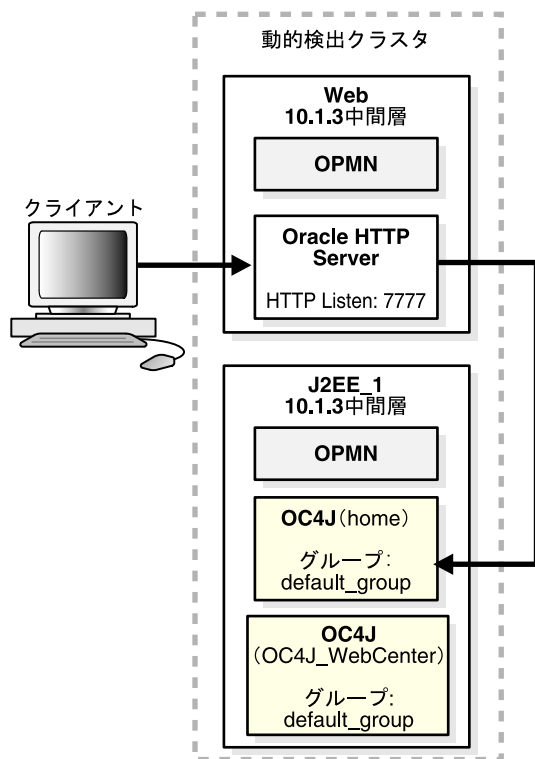 動的検出クラスタ
Web
10.1.3中間層
OPMN
クライアント
Oracle HTTP
Server
HTTP Listen: 7777
J2EE_1
10.1.3中間層
OPMN
OC4J(home)
グループ:
default_group
OC4J
(OC4J_WebCenter)
グループ:
default_group